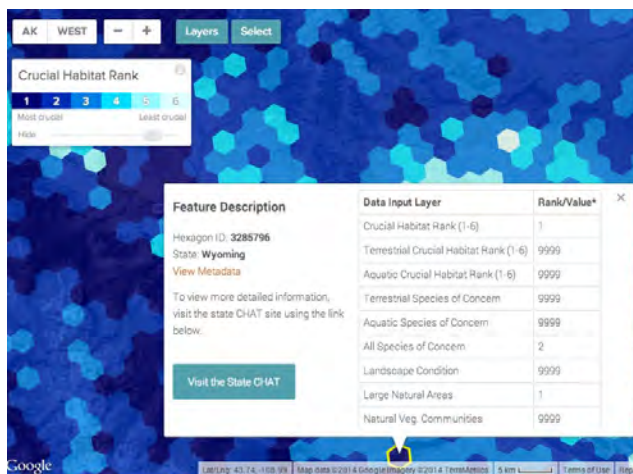 AK WEST − + Layers Select
Crucial Habitat Rank
1 2 3 4 5 6
Most crucial Least crucial
Hide
Feature Description
Hexagon ID: 3285796
State: Wyoming
View Metadata
To view more detailed information,
visit the state CHAT site using the link
below.
Visit the State CHAT
Data Input Layer Rank/Value*
Crucial Habitat Rank (1-6) 1
Terrestrial Crucial Habitat Rank (1-6) 9999
Aquatic Crucial Habitat Rank (1-6) 9999
Terrestrial Species of Concern 9999
Aquatic Species of Concern 9999
All Species of Concern 2
Landscape Condition 9999
Large Natural Areas 1
Natural Veg. Communities 9999
Google
Map data ©2014 Google Imagery ©2014 TerraMetrics 5 km Terms of Use